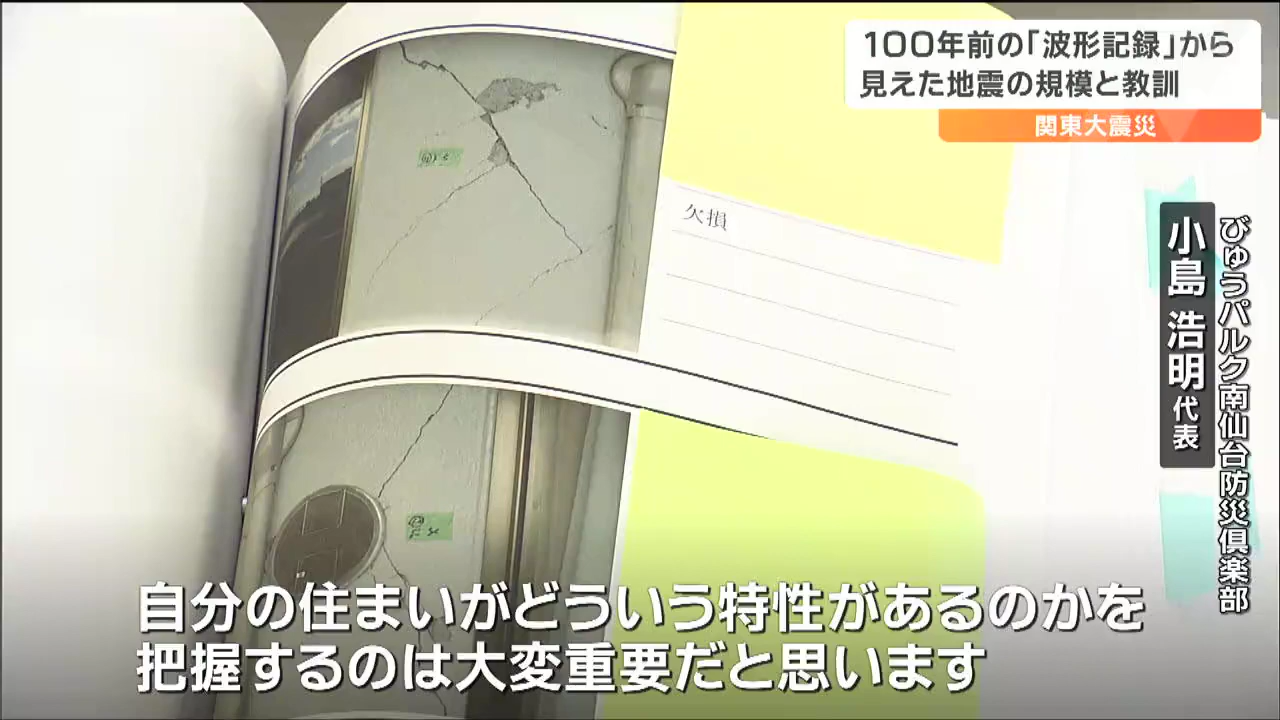 100年前の「波形記録」から
見えた地震の規模と教訓
関東大震災
びゅうパルク南仙台防災倶楽部
小島 浩明 代表
欠損
自分の住まいがどういう特性があるのかを
把握するのは大変重要だと思います